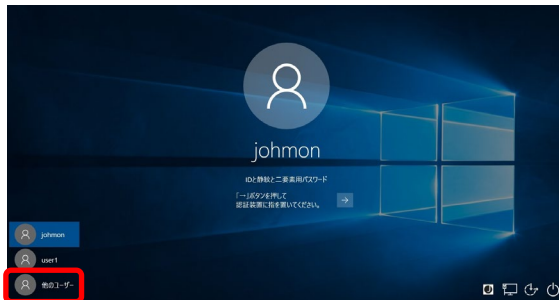 johmon
IDと静紋と二要素用パスワード
「→」ボタンを押して
認証装置に指を置いてください。
johmon
user1
他のユーザー